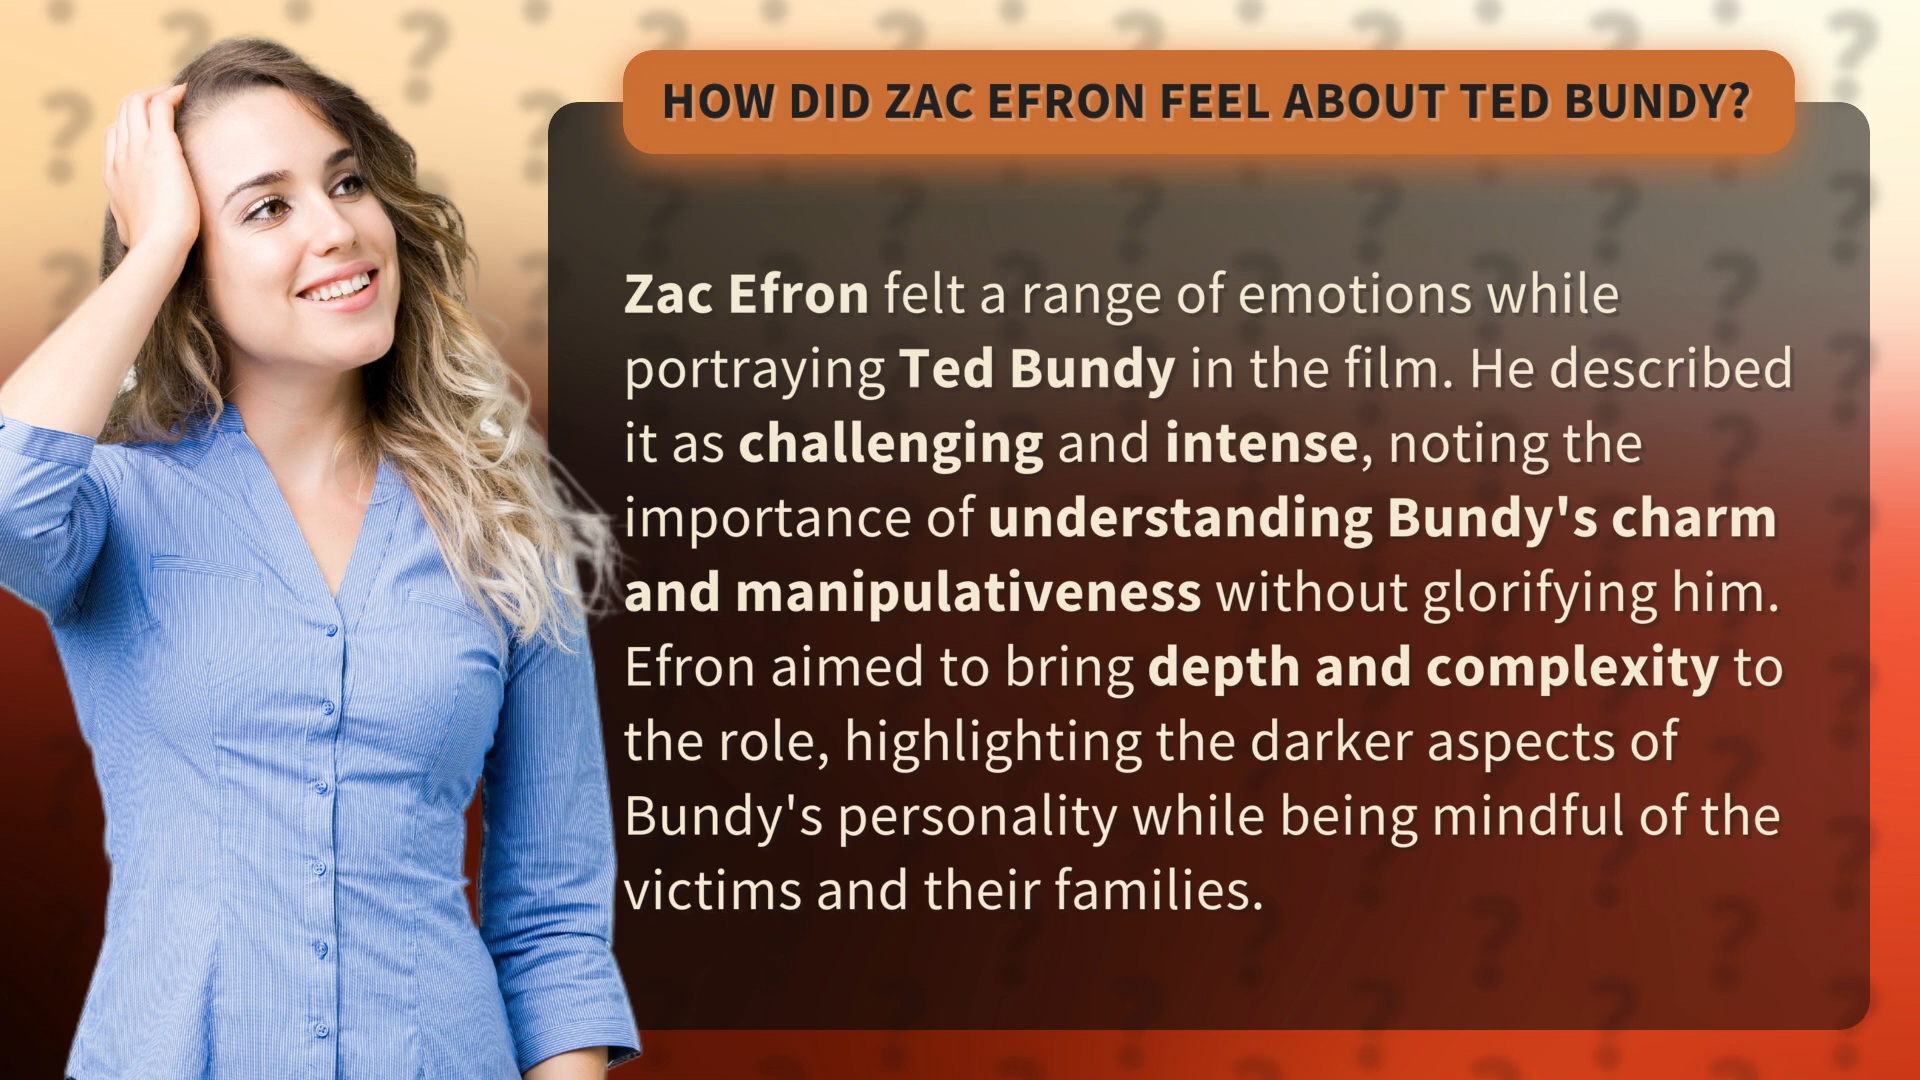 HOW DID ZAC EFRON FEEL ABOUT TED BUNDY?
Zac Efron felt a range of emotions while
portraying Ted Bundy in the film. He described
it as challenging and intense, noting the
importance of understanding Bundy's charm
and manipulativeness without glorifying him.
Efron aimed to bring depth and complexity to
the role, highlighting the darker aspects of
Bundy's personality while being mindful of the
victims and their families.